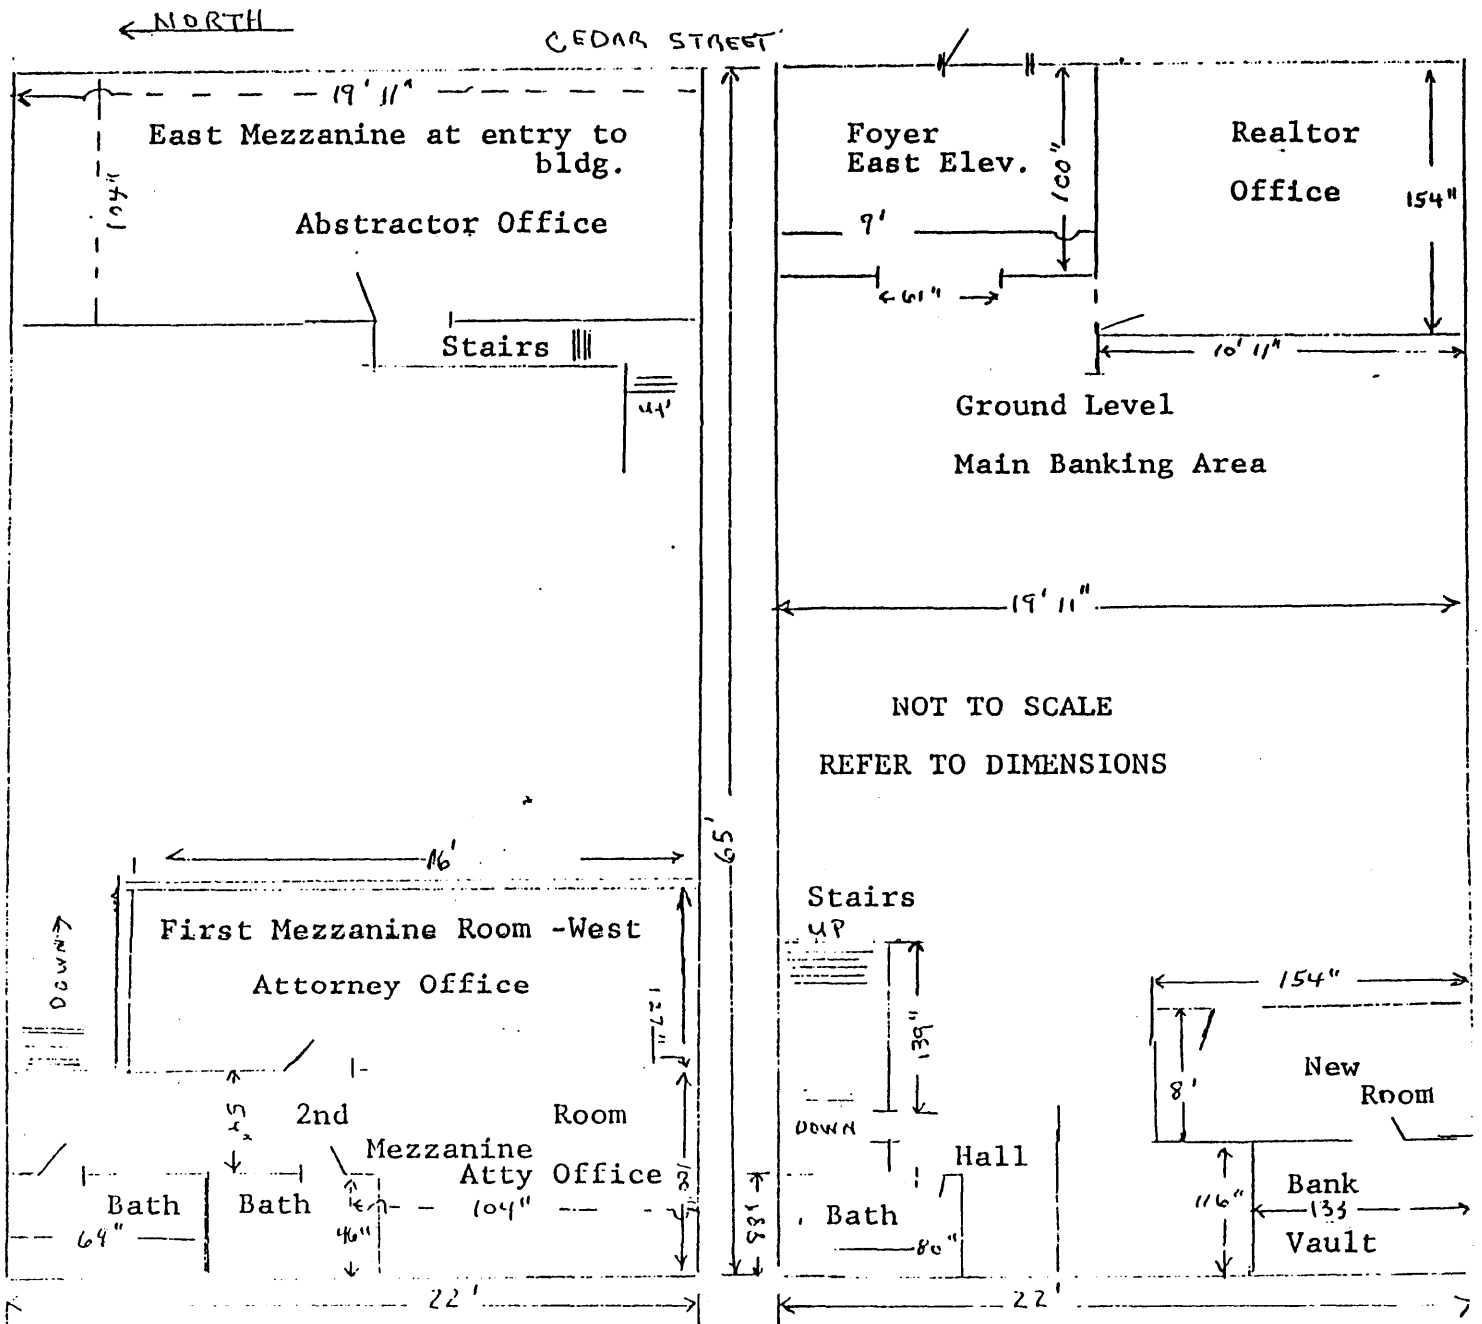 NORTH
CEDAR STREET
19' 11"
East Mezzanine at entry to
bldg.
104"
Abstractor Office
Stairs
UP
Foyer
East Elev.
100"
9'
61"
Realtor
Office
154"
10' 11"
Ground Level
Main Banking Area
19' 11"
NOT TO SCALE
REFER TO DIMENSIONS
65'
16'
First Mezzanine Room -West
Attorney Office
DOWN
127"
2nd
Room
Mezzanine
Atty Office
Bath
Bath
104"
69"
46"
22'
Stairs
UP
139"
DOWN
Hall
Bath
80"
154"
8'
New
Room
116"
Bank
133
Vault
22'